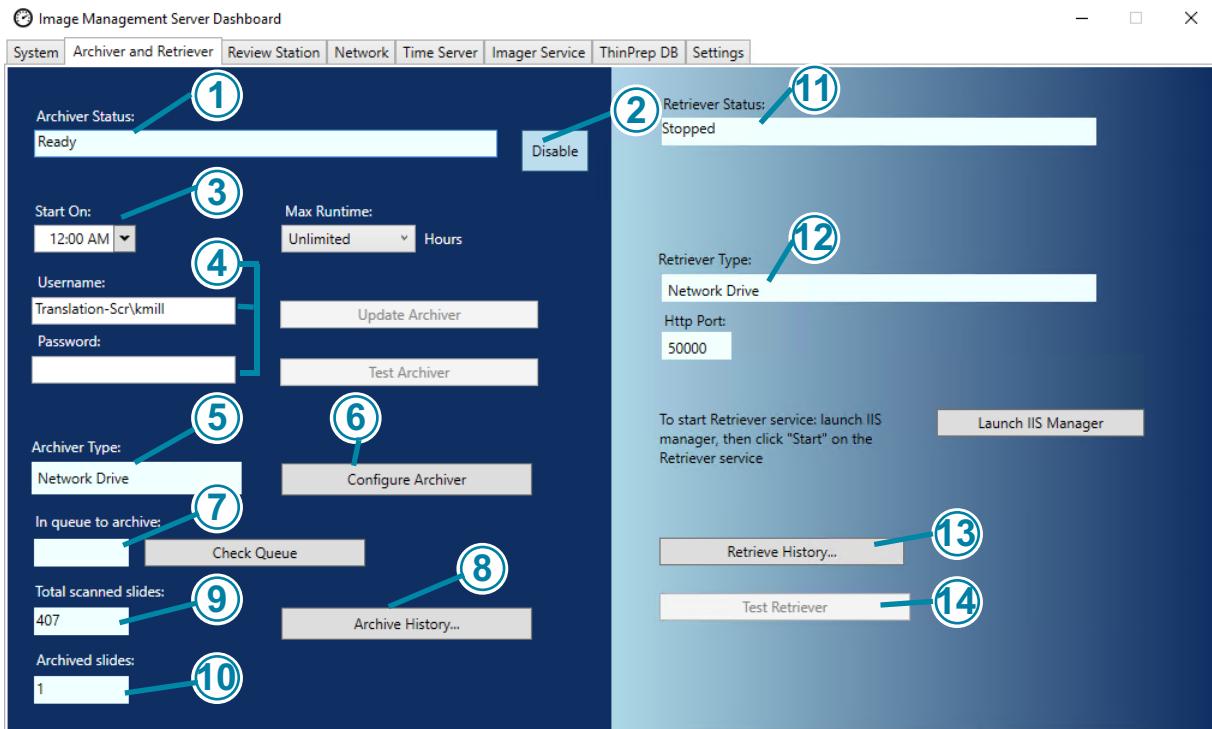 Image Management Server Dashboard
System Archiver and Retriever Review Station Network Time Server Imager Service ThinPrep DB Settings
1
Archiver Status:
Ready
2
Disable
3
Start On:
12:00 AM
Max Runtime:
Unlimited
Hours
4
Username:
Translation-Scr\kmill
Update Archiver
Password:
Test Archiver
5
6
Archiver Type:
Network Drive
Configure Archiver
7
In queue to archive:
Check Queue
8
Total scanned slides:
9
407
Archive History...
Archived slides:
10
1
11
Retriever Status:
Stopped
12
Retriever Type:
Network Drive
Http Port:
50000
To start Retriever service: launch IIS
manager, then click "Start" on the
Retriever service
Launch IIS Manager
13
Retrieve History...
14
Test Retriever